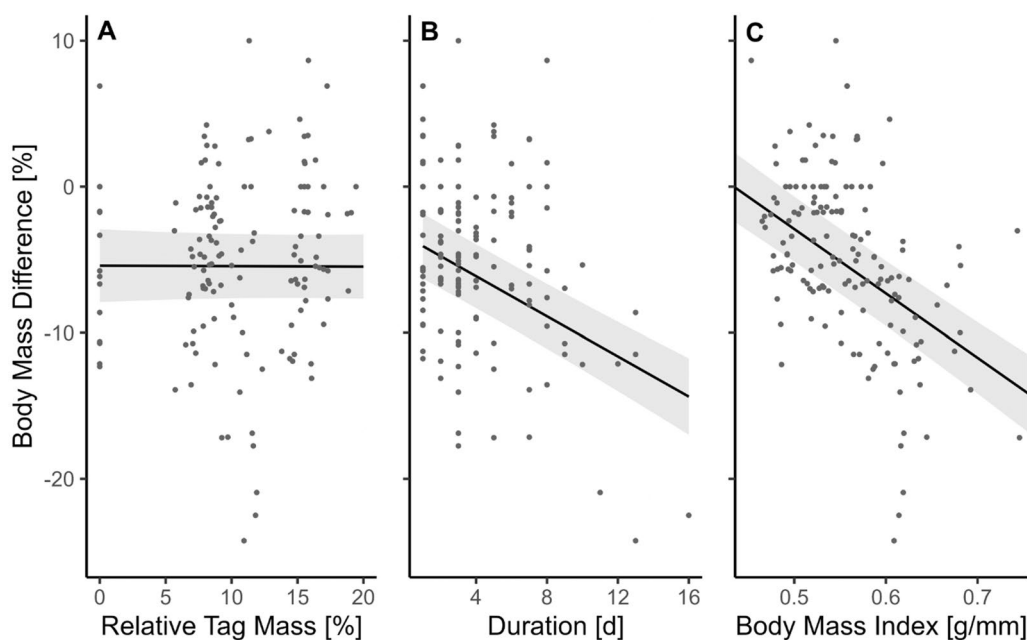 A B C
Body Mass Difference [%]
10
0
-10
-20
0 5 10 15 20
4 8 12 16
0.5 0.6 0.7
Relative Tag Mass [%] Duration [d] Body Mass Index [g/mm]